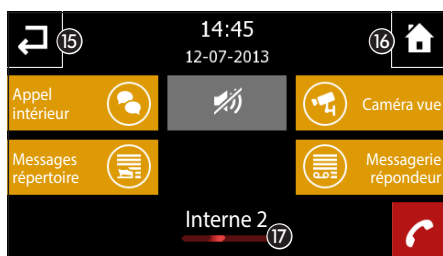 ⑮
14:45
⑯
12-07-2013
Appel
intérieur
Caméra vue
Messages
répertoire
Messagerie
répondeur
Interne 2
⑰